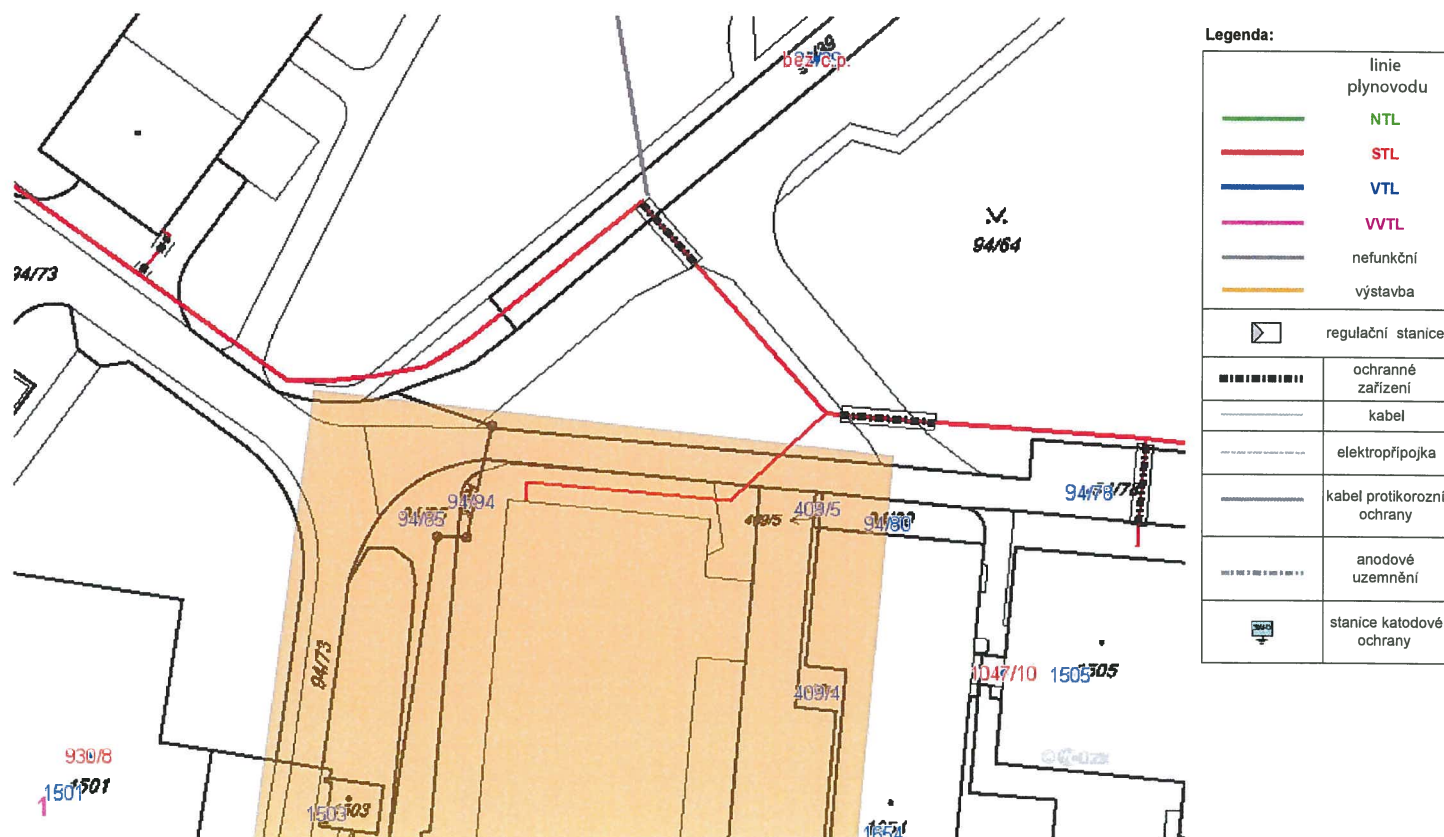 Legenda:
linie
plynovodu
NTL
STL
VTL
VVTL
nefunkční
výstavba
regulační stanice
ochranné
zařízení
kabel
elektropřípojka
kabel protikorozní
ochrany
anodové
uzemnění
stanice katodové
ochrany
bez č.p.
94/64
94/73
94/78
94/94
94/85
409/5
409/5
94/80
94/73
409/4
1047/10
1505
1505
930/8
1501
1501
1
1503
1654